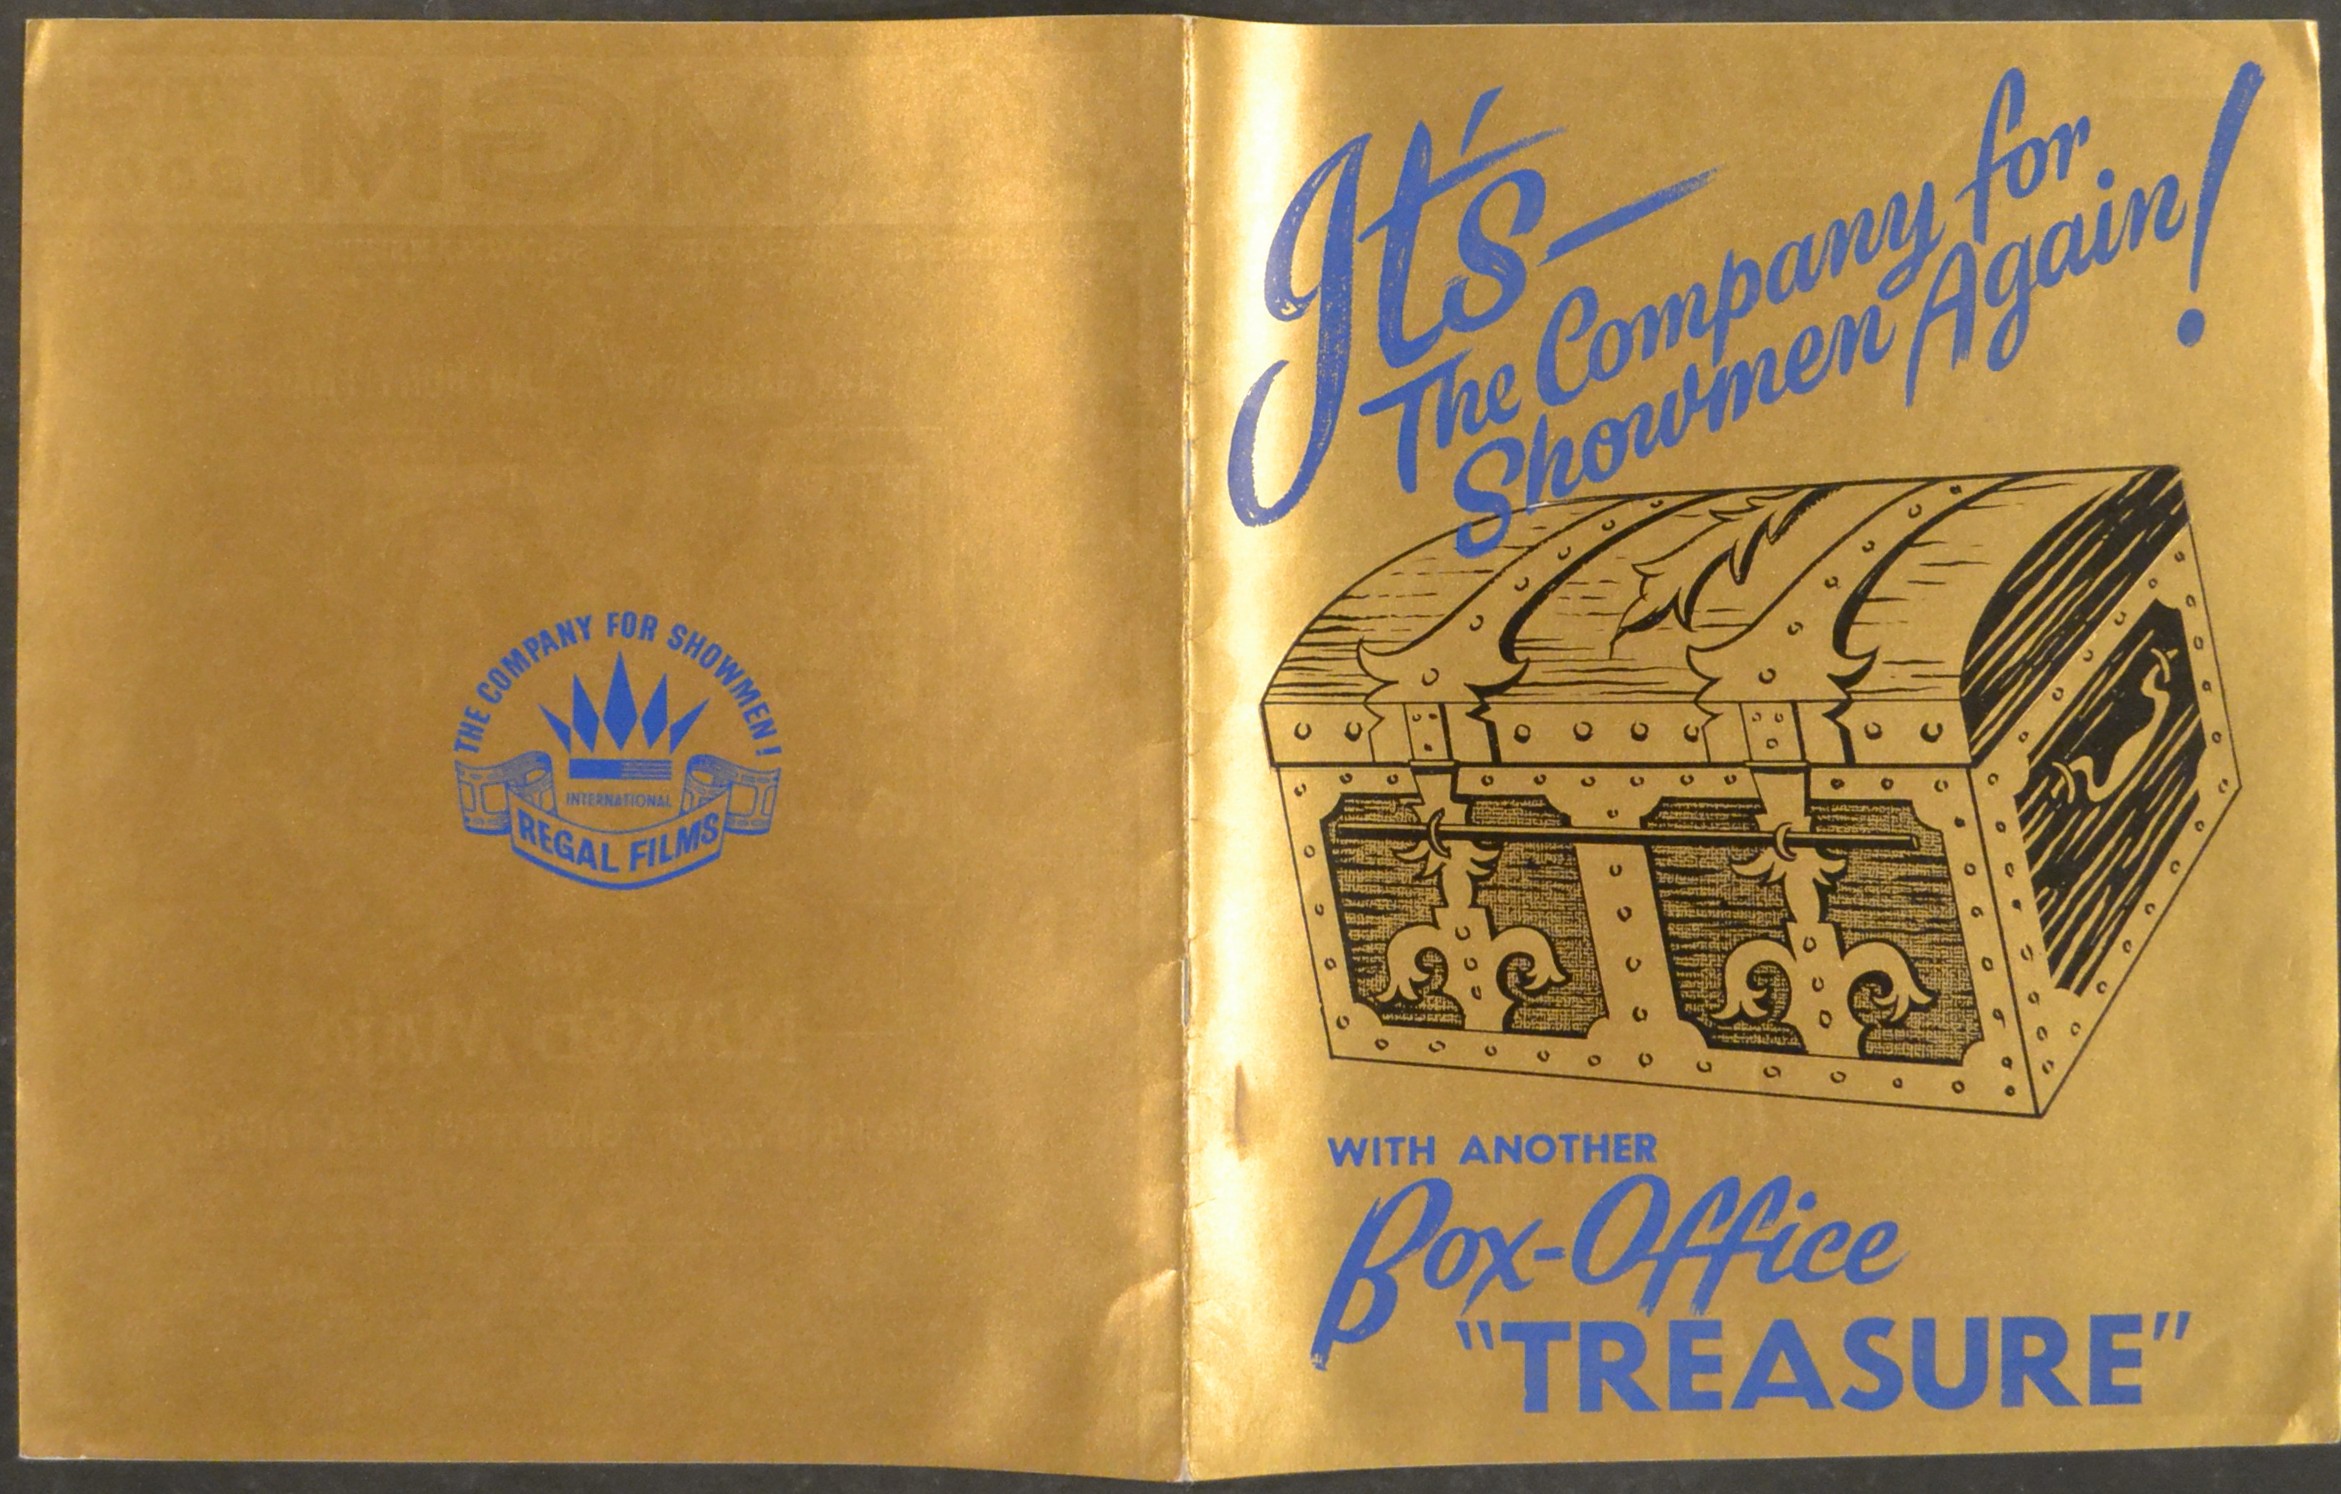 THE COMPANY FOR SHOWMEN!
INTERNATIONAL
REGAL FILMS
It's—
The Company for
Showmen Again!
WITH ANOTHER
Box-Office
"TREASURE"